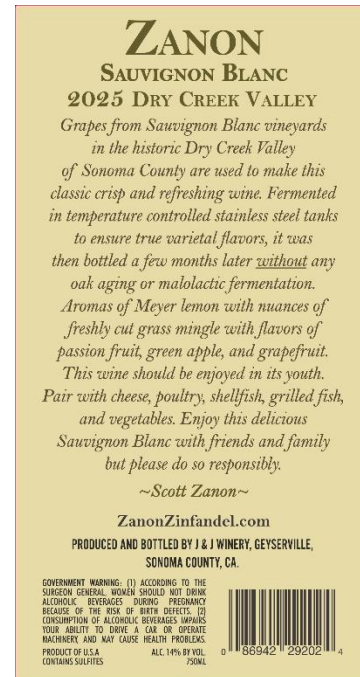 ZANON
SAUVIGNON BLANC
2025 DRY CREEK VALLEY
Grapes from Sauvignon Blanc vineyards
in the historic Dry Creek Valley
of Sonoma County are used to make this
classic crisp and refreshing wine. Fermented
in temperature controlled stainless steel tanks
to ensure true varietal flavors, it was
then bottled a few months later without any
oak aging or malolactic fermentation.
Aromas of Meyer lemon with nuances of
freshly cut grass mingle with flavors of
passion fruit, green apple, and grapefruit.
This wine should be enjoyed in its youth.
Pair with cheese, poultry, shellfish, grilled fish,
and vegetables. Enjoy this delicious
Sauvignon Blanc with friends and family
but please do so responsibly.
~Scott Zanon~
ZanonZinfandel.com
PRODUCED AND BOTTLED BY J & J WINERY, GEYSERVILLE,
SONOMA COUNTY, CA.
GOVERNMENT WARNING: (1) ACCORDING TO THE
SURGEON GENERAL, WOMEN SHOULD NOT DRINK
ALCOHOLIC BEVERAGES DURING PREGNANCY
BECAUSE OF THE RISK OF BIRTH DEFECTS. (2)
CONSUMPTION OF ALCOHOLIC BEVERAGES IMPAIRS
YOUR ABILITY TO DRIVE A CAR OR OPERATE
MACHINERY, AND MAY CAUSE HEALTH PROBLEMS.
PRODUCT OF U.S.A ALC. 14% BY VOL.
CONTAINS SULFITES 750ML
0 86942 29202 4